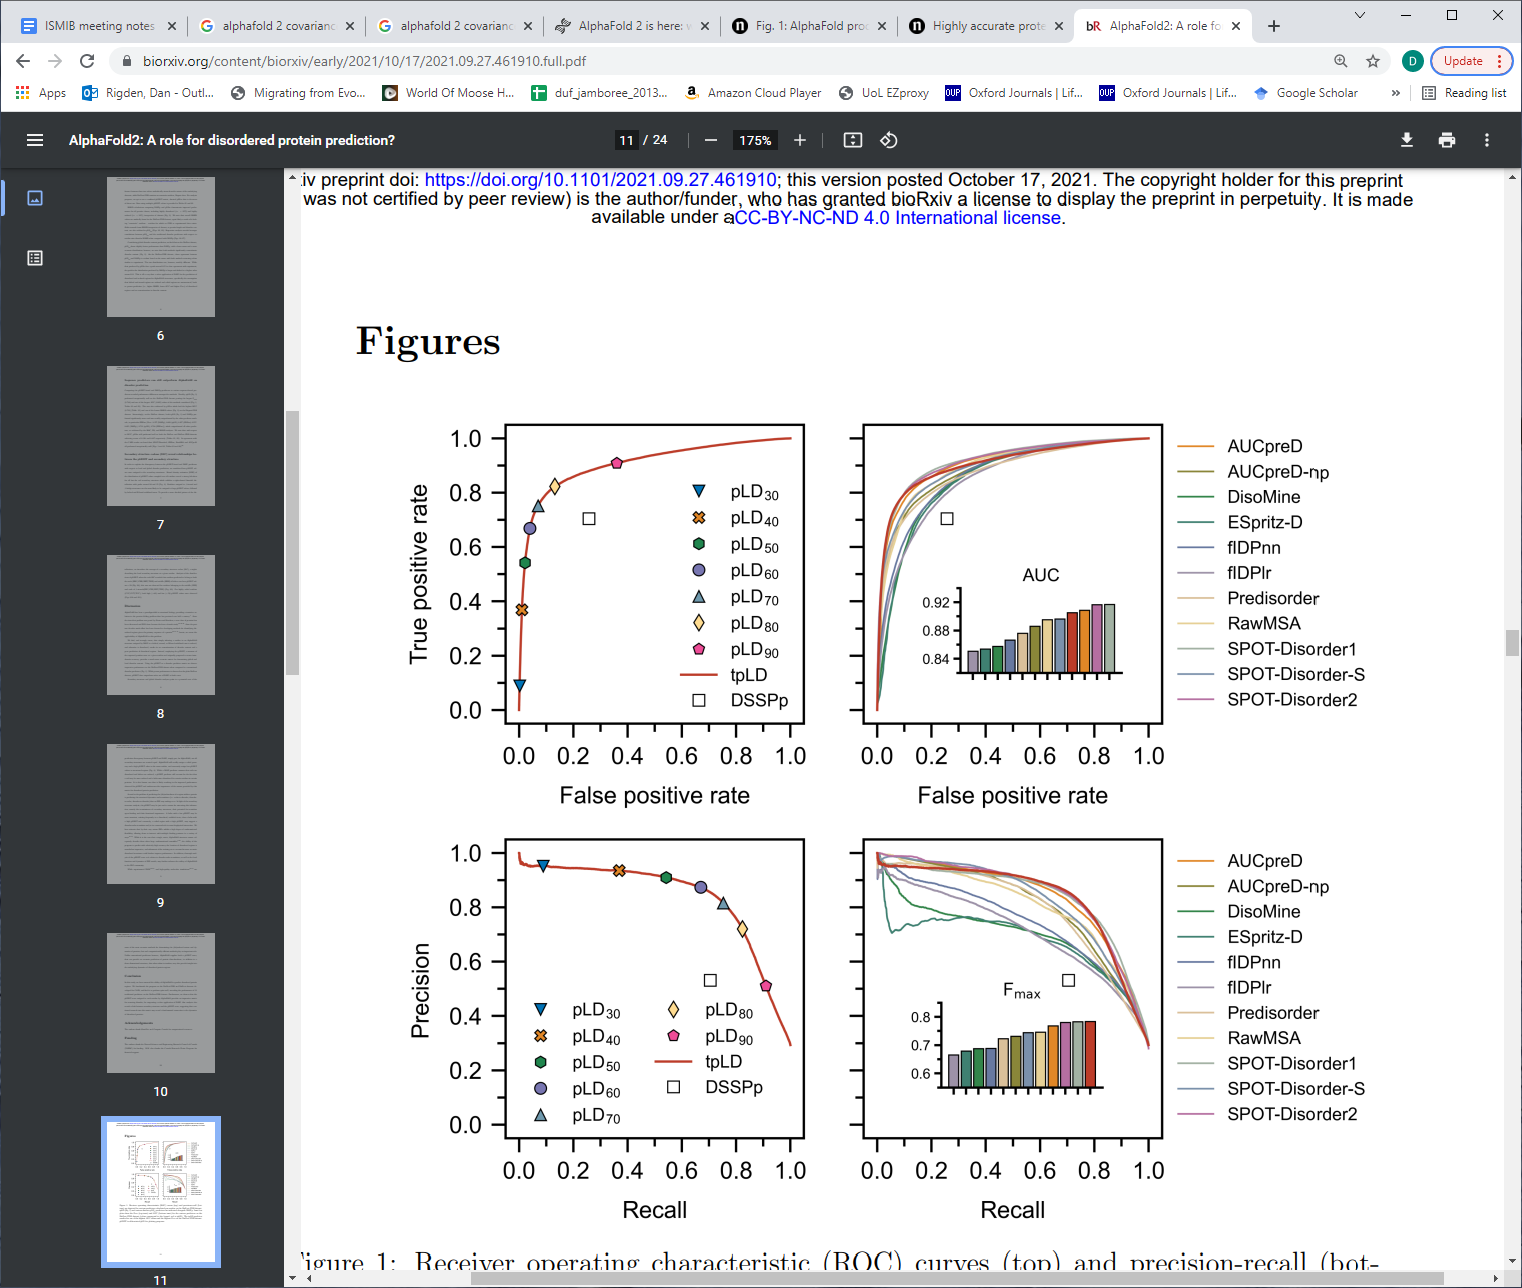 ISMIB meeting notes
alphafold 2 covarianc
alphafold 2 covarianc
AlphaFold 2 is here: w
Fig. 1: AlphaFold proc
Highly accurate prote
bR AlphaFold2: A role fo
biorxiv.org/content/biorxiv/early/2021/10/17/2021.09.27.461910.full.pdf
D
Update
Apps
Rigden, Dan - Outl...
Migrating from Evo...
World Of Moose H...
duf_jamboree_2013...
Amazon Cloud Player
UoL EZproxy
OUP Oxford Journals | Lif...
OUP Oxford Journals | Lif...
Google Scholar
»
Reading list
AlphaFold2: A role for disordered protein prediction?
11 / 24
175%
6
7
8
9
10
11
iv preprint doi: https://doi.org/10.1101/2021.09.27.461910; this version posted October 17, 2021. The copyright holder for this preprint
was not certified by peer review) is the author/funder, who has granted bioRxiv a license to display the preprint in perpetuity. It is made
available under aCC-BY-NC-ND 4.0 International license.
Figures
True positive rate
1.0
0.8
0.6
0.4
0.2
0.0
pLD30
pLD40
pLD50
pLD60
pLD70
pLD80
pLD90
tpLD
DSSPp
0.0 0.2 0.4 0.6 0.8 1.0
False positive rate
AUC
0.92
0.88
0.84
0.0 0.2 0.4 0.6 0.8 1.0
False positive rate
AUCpreD
AUCpreD-np
DisoMine
ESpritz-D
fIDPnn
fIDPlr
Predisorder
RawMSA
SPOT-Disorder1
SPOT-Disorder-S
SPOT-Disorder2
Precision
1.0
0.8
0.6
0.4
0.2
0.0
pLD30
pLD40
pLD50
pLD60
pLD70
pLD80
pLD90
tpLD
DSSPp
0.0 0.2 0.4 0.6 0.8 1.0
Recall
Fmax
0.8
0.7
0.6
0.0 0.2 0.4 0.6 0.8 1.0
Recall
AUCpreD
AUCpreD-np
DisoMine
ESpritz-D
fIDPnn
fIDPlr
Predisorder
RawMSA
SPOT-Disorder1
SPOT-Disorder-S
SPOT-Disorder2
Figure 1: Receiver operating characteristic (ROC) curves (top) and precision-recall (bot-